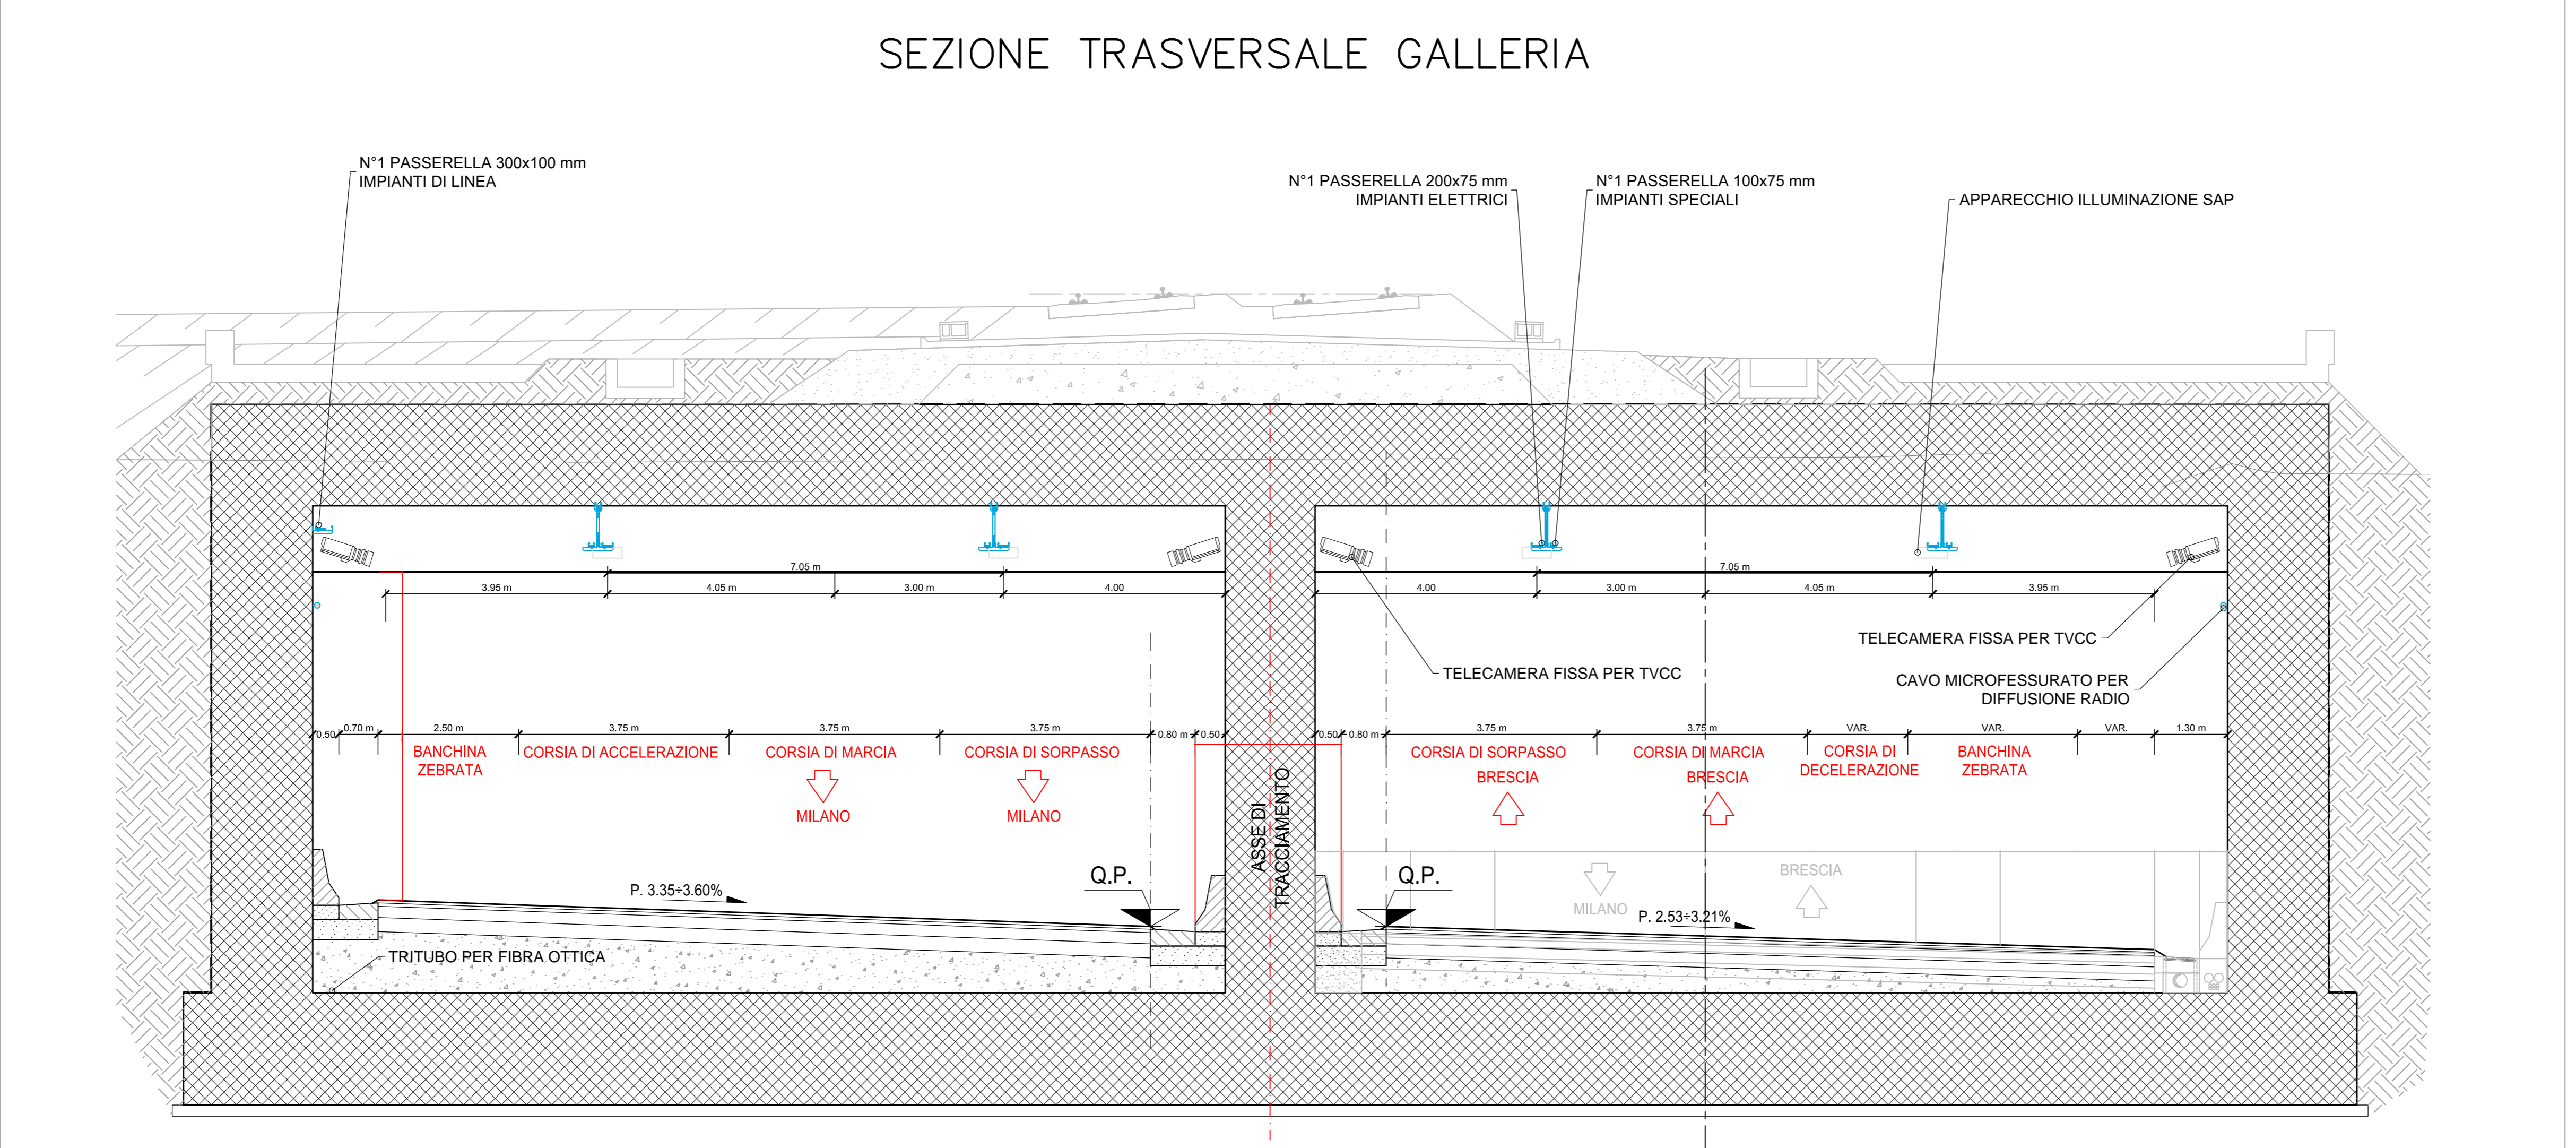 SEZIONE TRASVERSALE GALLERIA
N°1 PASSERELLA 300x100 mm
IMPIANTI DI LINEA
N°1 PASSERELLA 200x75 mm
IMPIANTI ELETTRICI
N°1 PASSERELLA 100x75 mm
IMPIANTI SPECIALI
APPARECCHIO ILLUMINAZIONE SAP
7.05 m
3.95 m
4.05 m
3.00 m
4.00
7.05 m
4.00
3.00 m
4.05 m
3.95 m
TELECAMERA FISSA PER TVCC
TELECAMERA FISSA PER TVCC
CAVO MICROFESSURATO PER
DIFFUSIONE RADIO
0.50
0.70 m
2.50 m
3.75 m
3.75 m
3.75 m
0.80 m
0.50
0.50
0.80 m
3.75 m
3.75 m
VAR.
VAR.
VAR.
1.30 m
BANCHINA
ZEBRATA
CORSIA DI ACCELERAZIONE
CORSIA DI MARCIA
MILANO
CORSIA DI SORPASSO
MILANO
ASSE DI
TRACCIAMENTO
CORSIA DI SORPASSO
BRESCIA
CORSIA DI MARCIA
BRESCIA
CORSIA DI
DECELERAZIONE
BANCHINA
ZEBRATA
P. 3.35÷3.60%
Q.P.
Q.P.
MILANO
BRESCIA
P. 2.53÷3.21%
TRITUBO PER FIBRA OTTICA